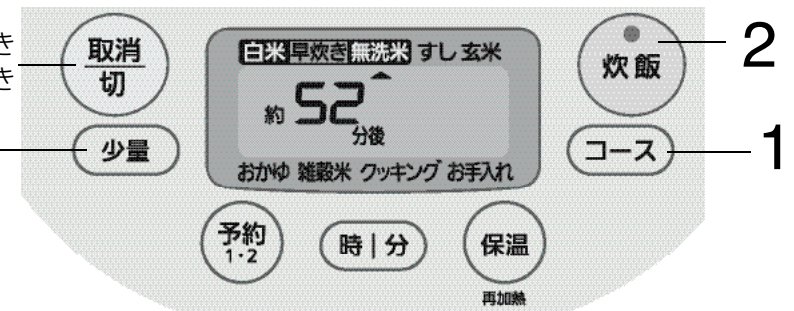 き
き
取消
切
白米 早炊き 無洗米 すし 玄米
炊飯
2
約 52 分後
少量
コース
1
おかゆ 雑穀米 クッキング お手入れ
予約
1・2
時 | 分
保温
再加熱